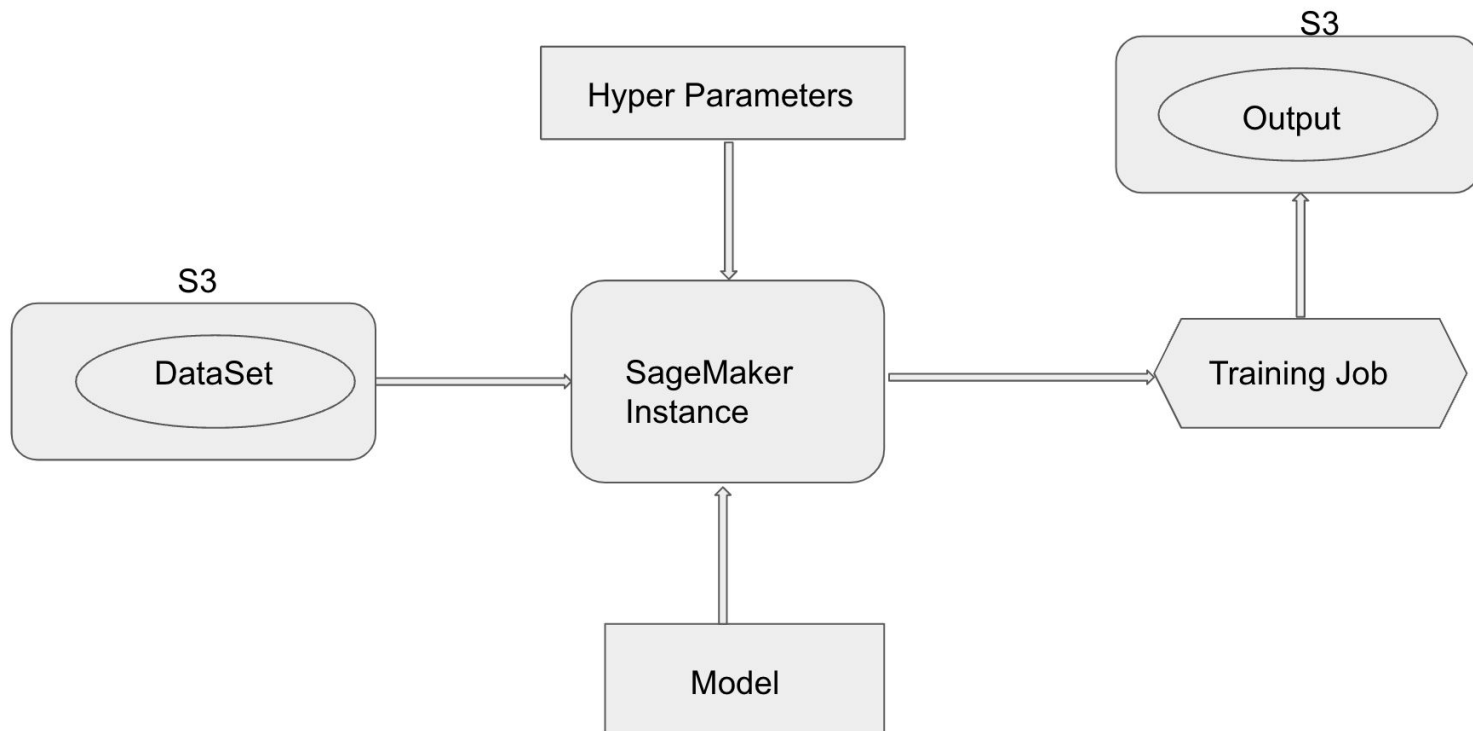 S3
Hyper Parameters
Output
S3
DataSet
SageMaker
Instance
Training Job
Model